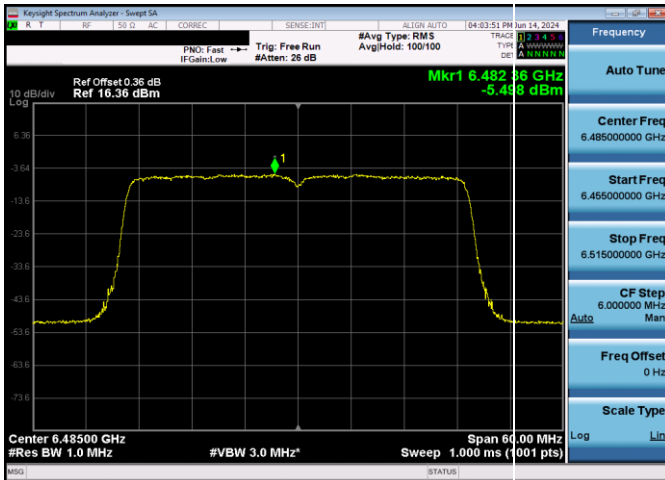 Keysight Spectrum Analyzer - Swept SA
R T RF 50 Ω AC CORREC SENSE:INT ALIGN AUTO 04:03:51 PM Jun 14, 2024
PNO: Fast
IFGain:Low
Trig: Free Run
#Atten: 26 dB
#Avg Type: RMS
Avg|Hold: 100/100
TRACE 1 2 3 4 5 6
TYPE A WWWWW
DET A N N N N N
Ref Offset 0.36 dB
10 dB/div Ref 16.36 dBm
Log
Mkr1 6.482 36 GHz
-5.498 dBm
6.36
-3.64
-13.6
-23.6
-33.6
-43.6
-53.6
-63.6
-73.6
1
Center 6.48500 GHz Span 60.00 MHz
#Res BW 1.0 MHz #VBW 3.0 MHz* Sweep 1.000 ms (1001 pts)
MSG STATUS
Frequency
Auto Tune
Center Freq
6.485000000 GHz
Start Freq
6.455000000 GHz
Stop Freq
6.515000000 GHz
CF Step
6.000000 MHz
Auto Man
Freq Offset
0 Hz
Scale Type
Log Lin